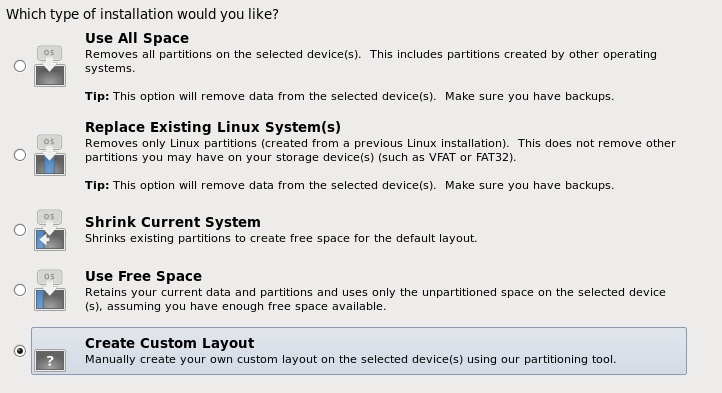 Which type of installation would you like?
OS
Use All Space
Removes all partitions on the selected device(s).  This includes partitions created by other operating
systems.
Tip: This option will remove data from the selected device(s).  Make sure you have backups.
OS
Replace Existing Linux System(s)
Removes only Linux partitions (created from a previous Linux installation).  This does not remove other
partitions you may have on your storage device(s) (such as VFAT or FAT32).
Tip: This option will remove data from the selected device(s).  Make sure you have backups.
OS
Shrink Current System
Shrinks existing partitions to create free space for the default layout.
OS
Use Free Space
Retains your current data and partitions and uses only the unpartitioned space on the selected device
(s), assuming you have enough free space available.
?
Create Custom Layout
Manually create your own custom layout on the selected device(s) using our partitioning tool.